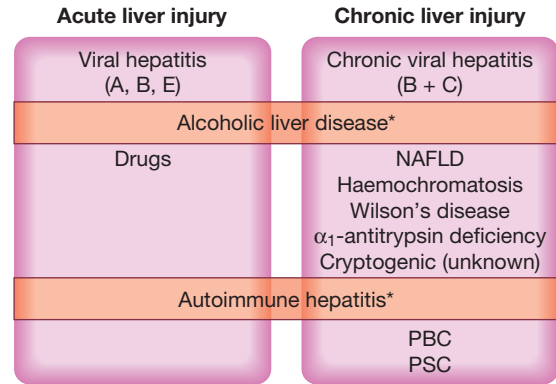 Acute liver injury
Chronic liver injury
Viral hepatitis
(A, B, E)
Chronic viral hepatitis
(B + C)
Alcoholic liver disease*
Drugs
NAFLD
Haemochromatosis
Wilson's disease
α₁-antitrypsin deficiency
Cryptogenic (unknown)
Autoimmune hepatitis*
PBC
PSC